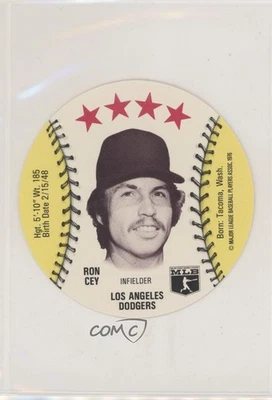 Hgt. 5'-10" Wt. 185
Birth Date 2/15/48
RON
CEY
INFIELDER
LOS ANGELES
DODGERS
MLB
Born: Tacoma, Wash.
© MAJOR LEAGUE BASEBALL PLAYERS ASSOC. 1976
COMC